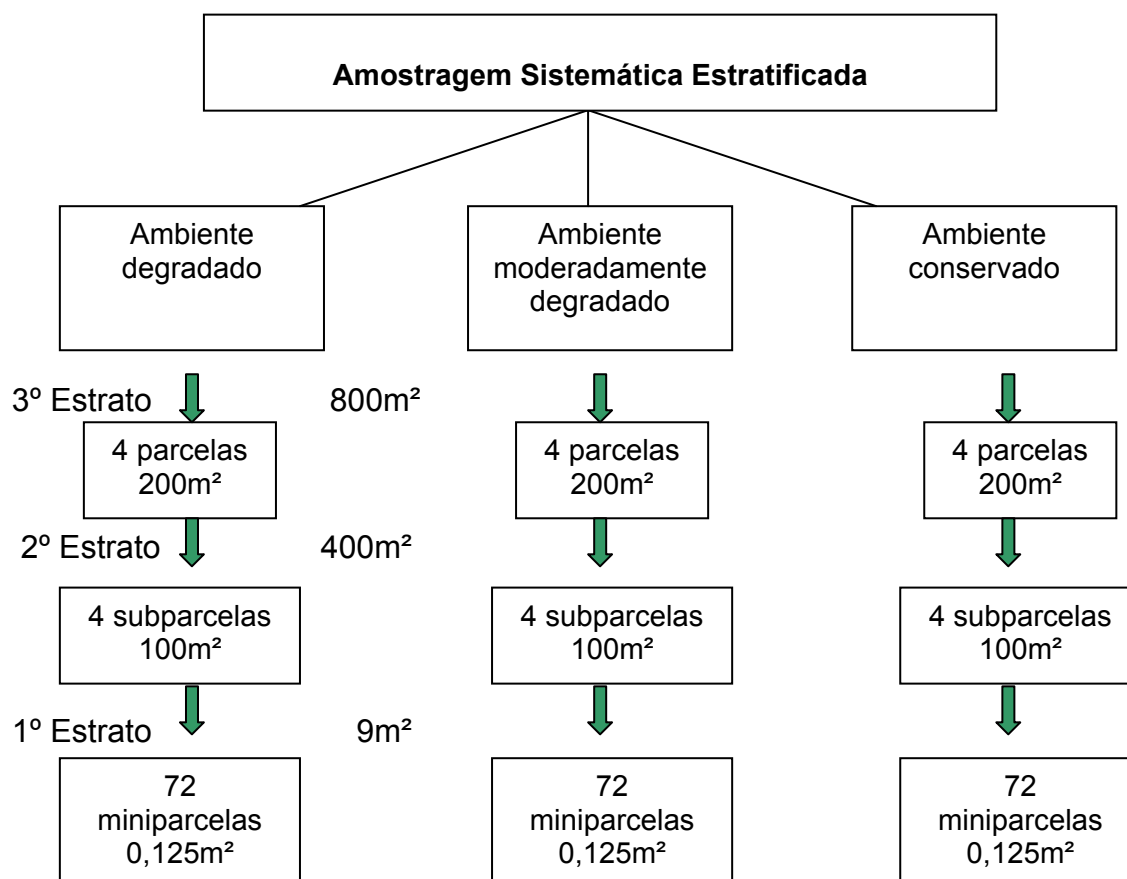 Amostragem Sistemática Estratificada
Ambiente
degradado
Ambiente
moderadamente
degradado
Ambiente
conservado
3º Estrato
800m²
4 parcelas
200m²
4 parcelas
200m²
4 parcelas
200m²
2º Estrato
400m²
4 subparcelas
100m²
4 subparcelas
100m²
4 subparcelas
100m²
1º Estrato
9m²
72
miniparcelas
0,125m²
72
miniparcelas
0,125m²
72
miniparcelas
0,125m²